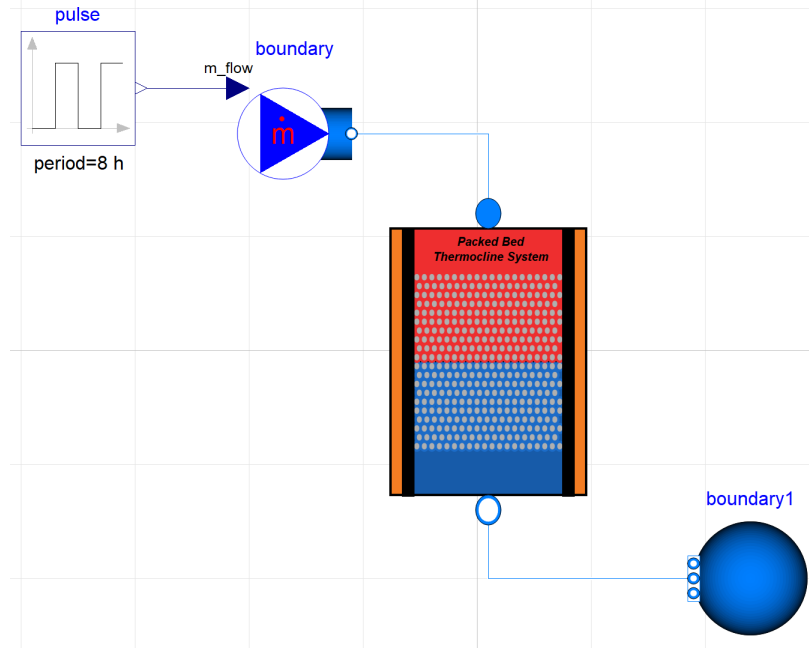 pulse
boundary
m_flow
ṁ
period=8 h
Packed Bed
Thermocline System
boundary1